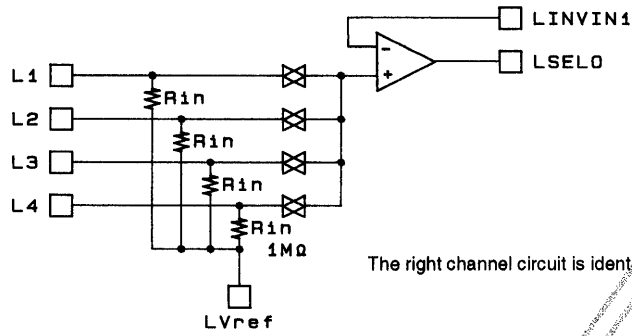 LINVIN1
L1
LSELO
Rin
L2
Rin
L3
Rin
L4
Rin
1MΩ
The right channel circuit is ident
LVref